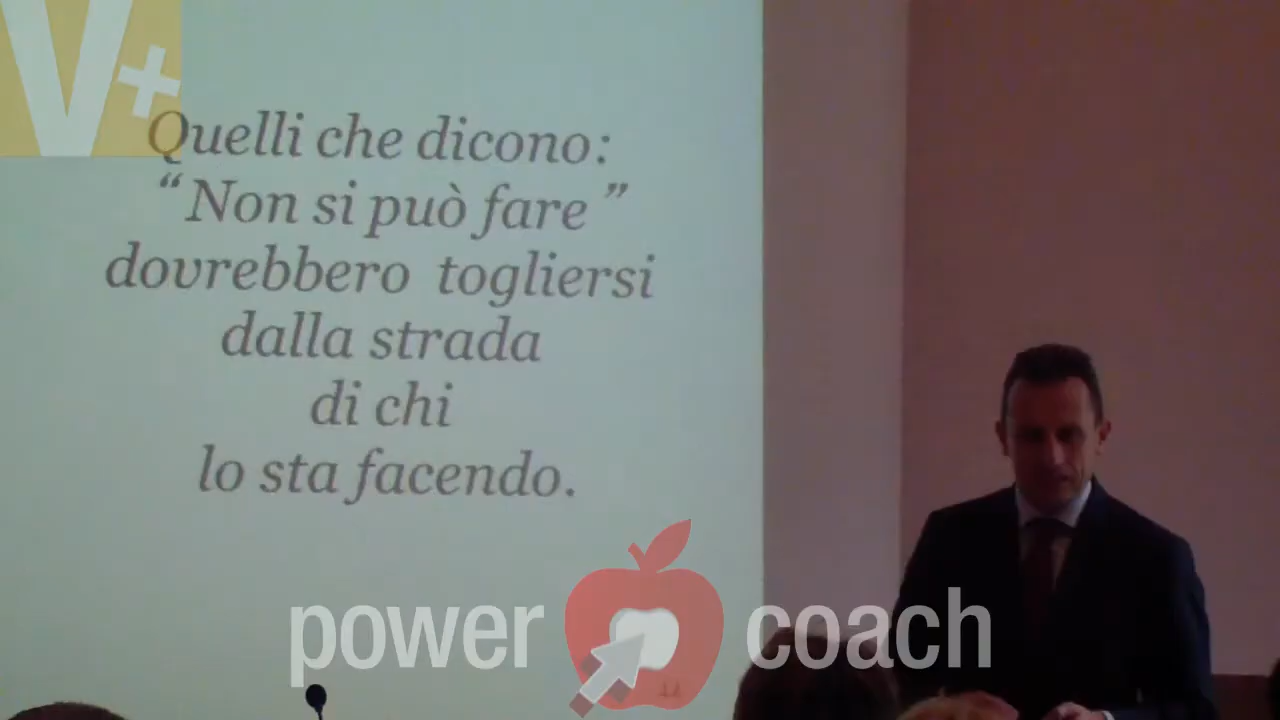 V+
Quelli che dicono:
“Non si può fare”
dovrebbero togliersi
dalla strada
di chi
lo sta facendo.
power coach